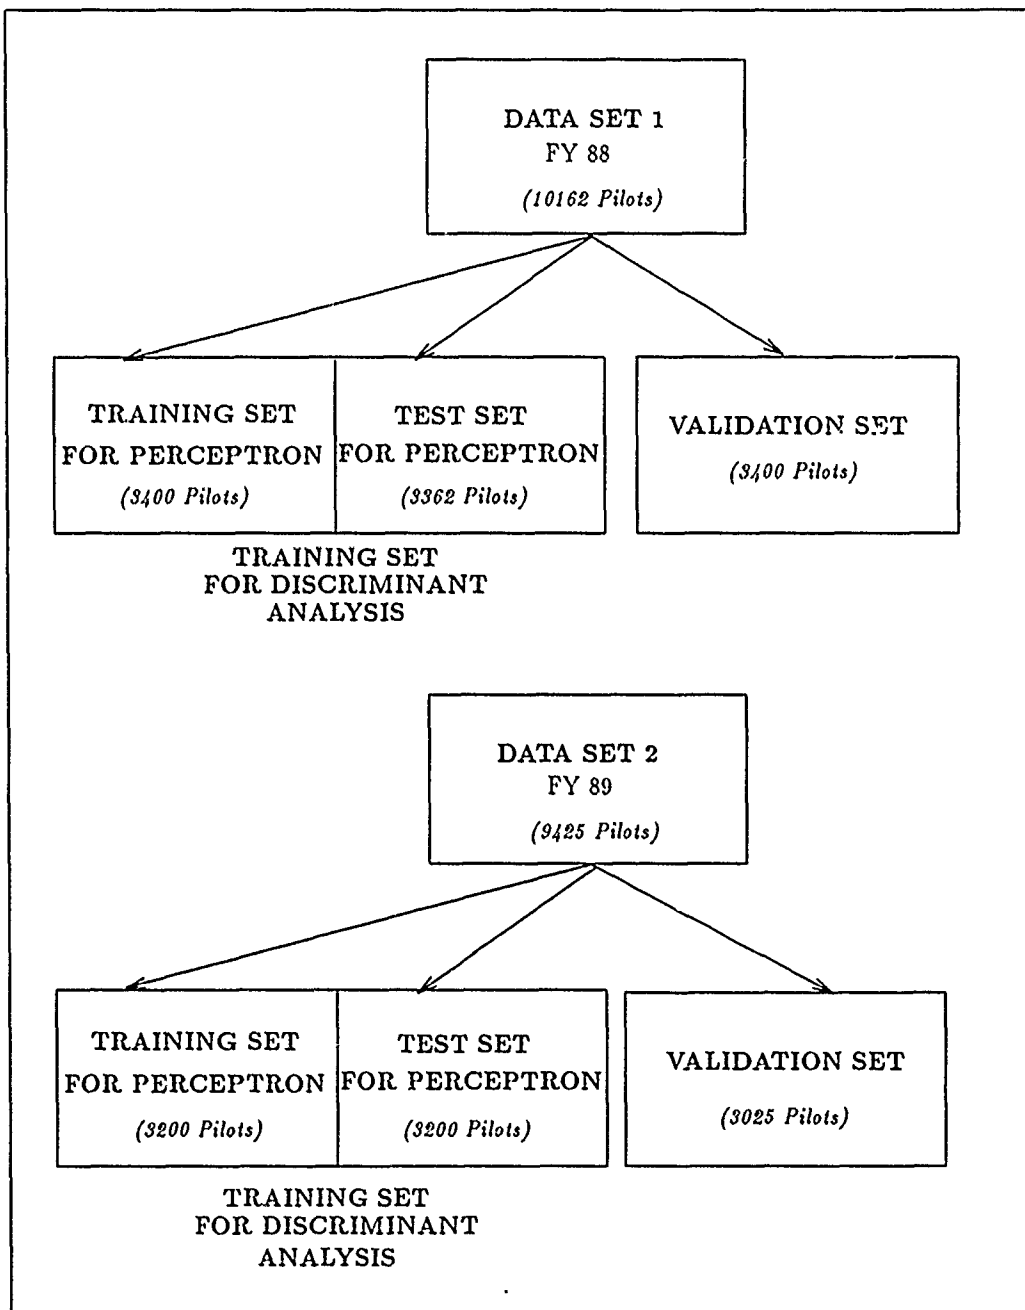 DATA SET 1
FY 88
(10162 Pilots)
TRAINING SET
FOR PERCEPTRON
(3400 Pilots)
TEST SET
FOR PERCEPTRON
(3362 Pilots)
VALIDATION SET
(3400 Pilots)
TRAINING SET
FOR DISCRIMINANT
ANALYSIS
DATA SET 2
FY 89
(9425 Pilots)
TRAINING SET
FOR PERCEPTRON
(3200 Pilots)
TEST SET
FOR PERCEPTRON
(3200 Pilots)
VALIDATION SET
(3025 Pilots)
TRAINING SET
FOR DISCRIMINANT
ANALYSIS